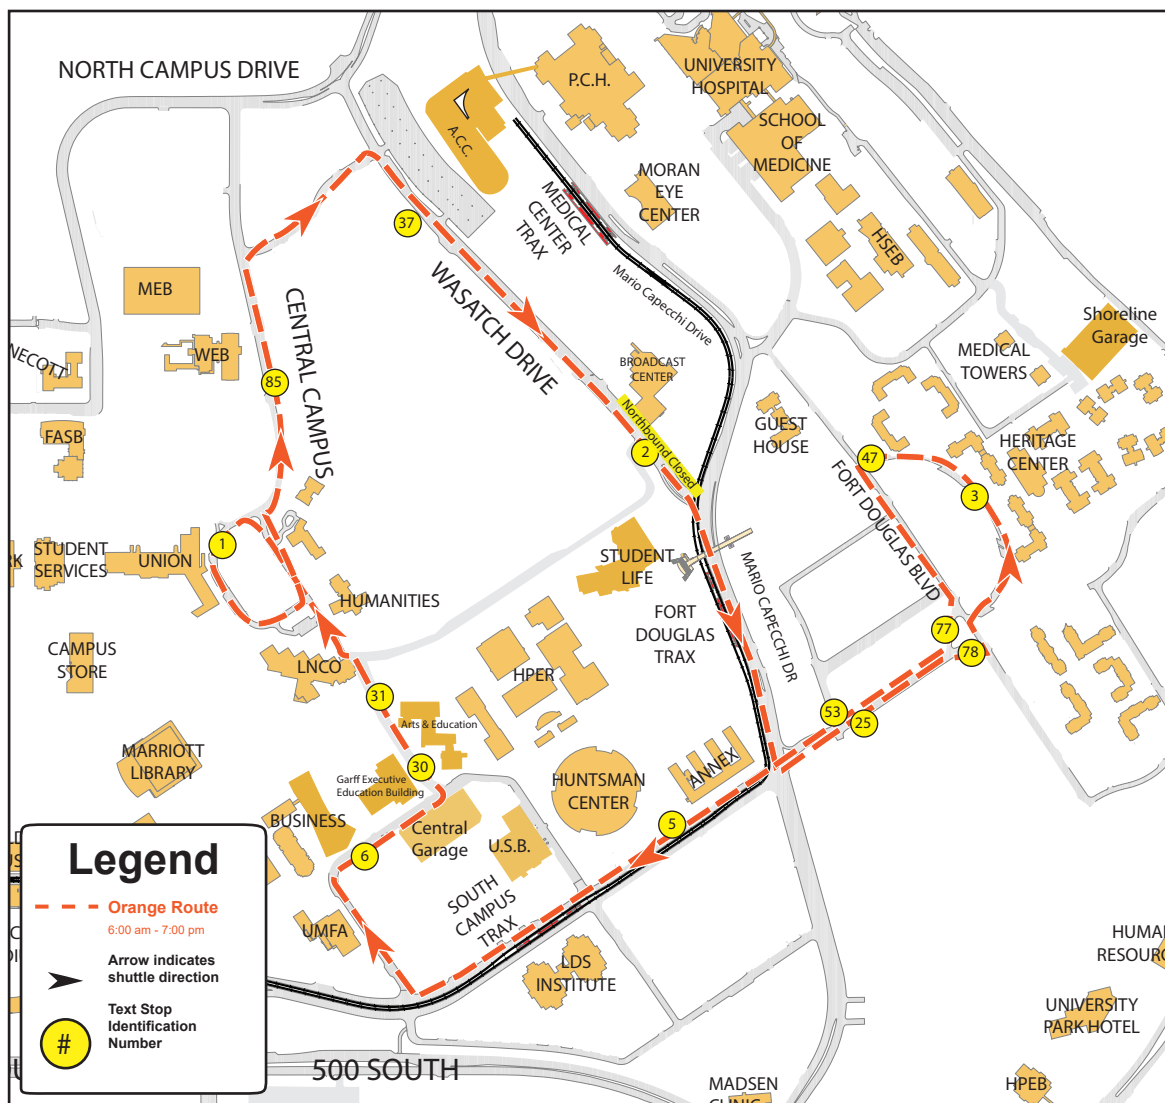 NORTH CAMPUS DRIVE
P.C.H.
UNIVERSITY
HOSPITAL
A.C.C.
SCHOOL
OF
MEDICINE
MORAN
EYE
CENTER
MEDICAL
CENTER
TRAX
37
HSEB
Mario Capecchi Drive
WASATCH DRIVE
MEB
CENTRAL CAMPUS
Shoreline
Garage
MEDICAL
TOWERS
WEB
NECOTT
BROADCAST
CENTER
85
Northbound Closed
GUEST
HOUSE
FASB
HERITAGE
CENTER
2
47
3
FORT DOUGLAS BLVD
1
STUDENT
SERVICES
UNION
STUDENT
LIFE
MARIO CAPECCHI DR
HUMANITIES
FORT
DOUGLAS
TRAX
77
78
CAMPUS
STORE
LNCO
HPER
31
53
25
Arts & Education
MARRIOTT
LIBRARY
30
Garff Executive
Education Building
HUNTSMAN
CENTER
ANNEX
BUSINESS
Central
Garage
5
U.S.B.
6
SOUTH
CAMPUS
TRAX
UMFA
LDS
INSTITUTE
Legend
Orange Route
6:00 am - 7:00 pm
Arrow indicates
shuttle direction
Text Stop
Identification
Number
#
HUMA
RESOURC
UNIVERSITY
PARK HOTEL
500 SOUTH
MADSEN
CLINIC
HPEB